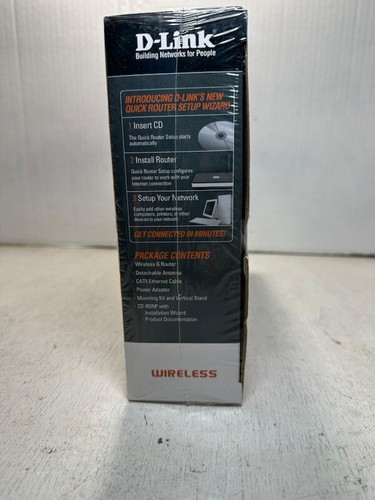 D-Link
Building Networks for People
INTRODUCING D-LINK'S NEW
QUICK ROUTER SETUP WIZARD
1 Insert CD
The Quick Router Setup starts
automatically
2 Install Router
Quick Router Setup configures
your router to work with your
Internet connection
3 Setup Your Network
Easily add other wireless
computers, printers, or other
devices to your network
GET CONNECTED IN MINUTES!
PACKAGE CONTENTS
Wireless G Router
Detachable Antenna
CAT5 Ethernet Cable
Power Adapter
Mounting Kit and Vertical Stand
CD-ROM with
Installation Wizard
Product Documentation
WIRELESS